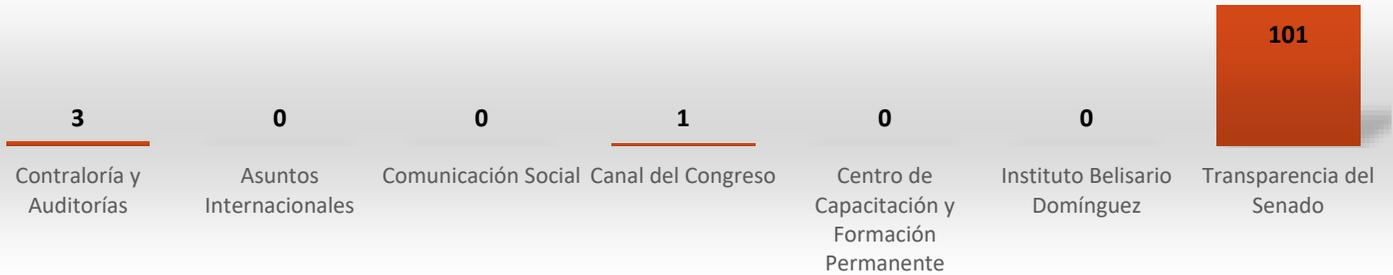 101
3
0
0
1
0
0
Contraloría y
Auditorías
Asuntos
Internacionales
Comunicación Social
Canal del Congreso
Centro de
Capacitación y
Formación
Permanente
Instituto Belisario
Domínguez
Transparencia del
Senado